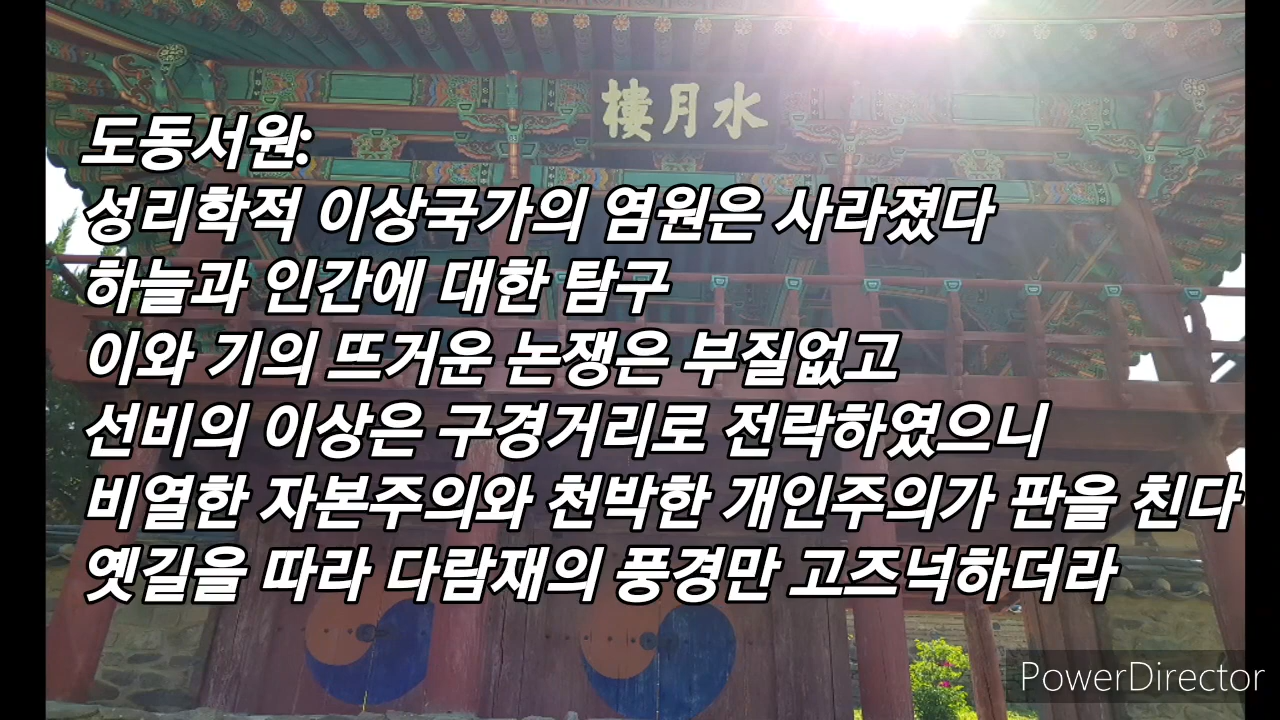 樓月水
도동서원:
성리학적 이상국가의 염원은 사라졌다
하늘과 인간에 대한 탐구
이와 기의 뜨거운 논쟁은 부질없고
선비의 이상은 구경거리로 전락하였으니
비열한 자본주의와 천박한 개인주의가 판을 친다
옛길을 따라 다람재의 풍경만 고즈넉하더라
PowerDirector